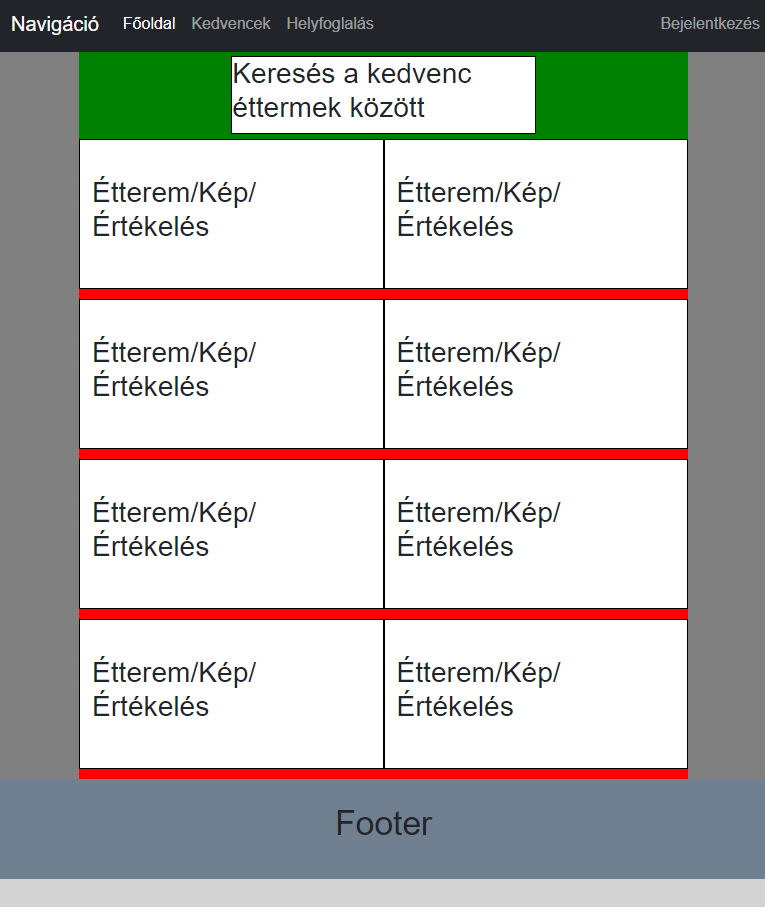 Navigáció Főoldal Kedvencek Helyfoglalás Bejelentkezés
Keresés a kedvenc
éttermek között
Étterem/Kép/
Értékelés
Étterem/Kép/
Értékelés
Étterem/Kép/
Értékelés
Étterem/Kép/
Értékelés
Étterem/Kép/
Értékelés
Étterem/Kép/
Értékelés
Étterem/Kép/
Értékelés
Étterem/Kép/
Értékelés
Footer